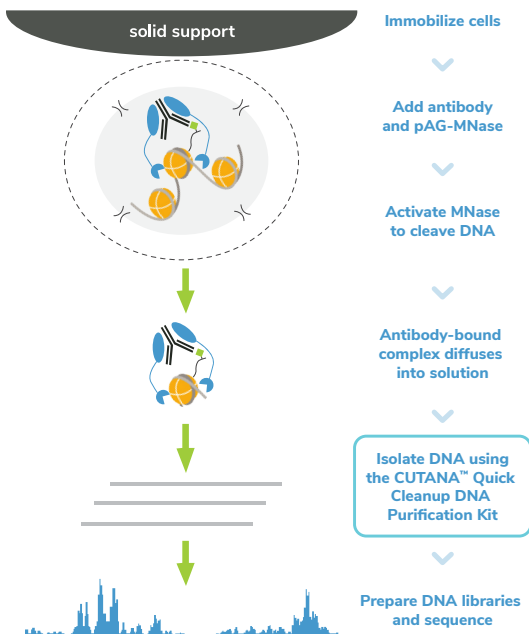 solid support
Immobilize cells
Add antibody
and pAG-MNase
Activate MNase
to cleave DNA
Antibody-bound
complex diffuses
into solution
Isolate DNA using
the CUTANA™ Quick
Cleanup DNA
Purification Kit
Prepare DNA libraries
and sequence